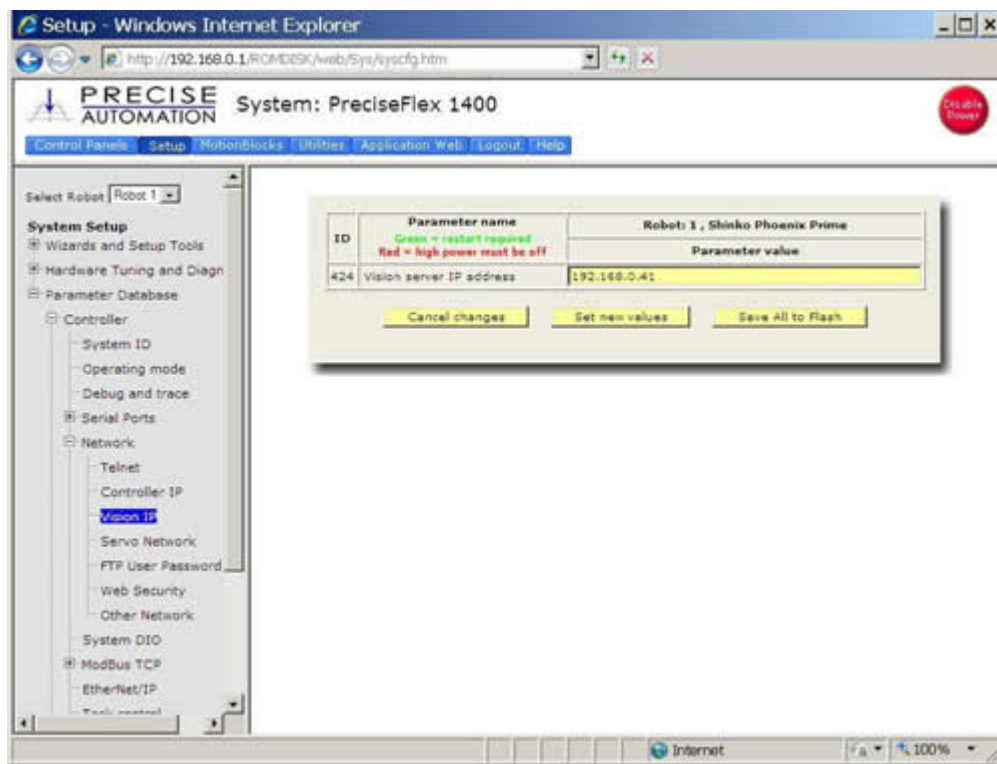 Setup - Windows Internet Explorer
http://192.168.0.1/ROMDISK/web/Sys/syscfg.htm
PRECISE
AUTOMATION
System: PreciseFlex 1400
Disable
Power
Control Panels Setup MotionBlocks Utilities Application Web Logout Help
Select Robot Robot 1
System Setup
Wizards and Setup Tools
Hardware Tuning and Diagn
Parameter Database
Controller
System ID
Operating mode
Debug and trace
Serial Ports
Network
Telnet
Controller IP
Vision IP
Servo Network
FTP User Password
Web Security
Other Network
System DIO
ModBus TCP
EtherNet/IP
ID
Parameter name
Green = restart required
Red = high power must be off
Robot: 1 , Shinko Phoenix Prime
Parameter value
424 Vision server IP address 192.168.0.41
Cancel changes Set new values Save All to Flash
Internet
100%